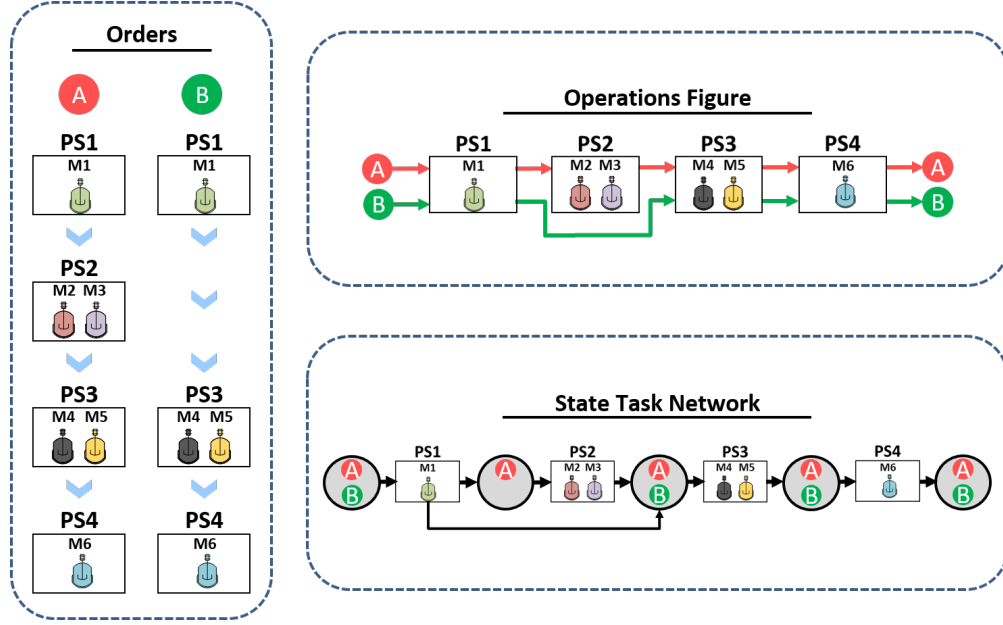 Orders
A B
PS1 PS1
M1 M1
PS2
M2 M3
PS3 PS3
M4 M5 M4 M5
PS4 PS4
M6 M6
Operations Figure
PS1 PS2 PS3 PS4
M1 M2 M3 M4 M5 M6
A A
B B
State Task Network
PS1 PS2 PS3 PS4
M1 M2 M3 M4 M5 M6
A A A A A
B B B B